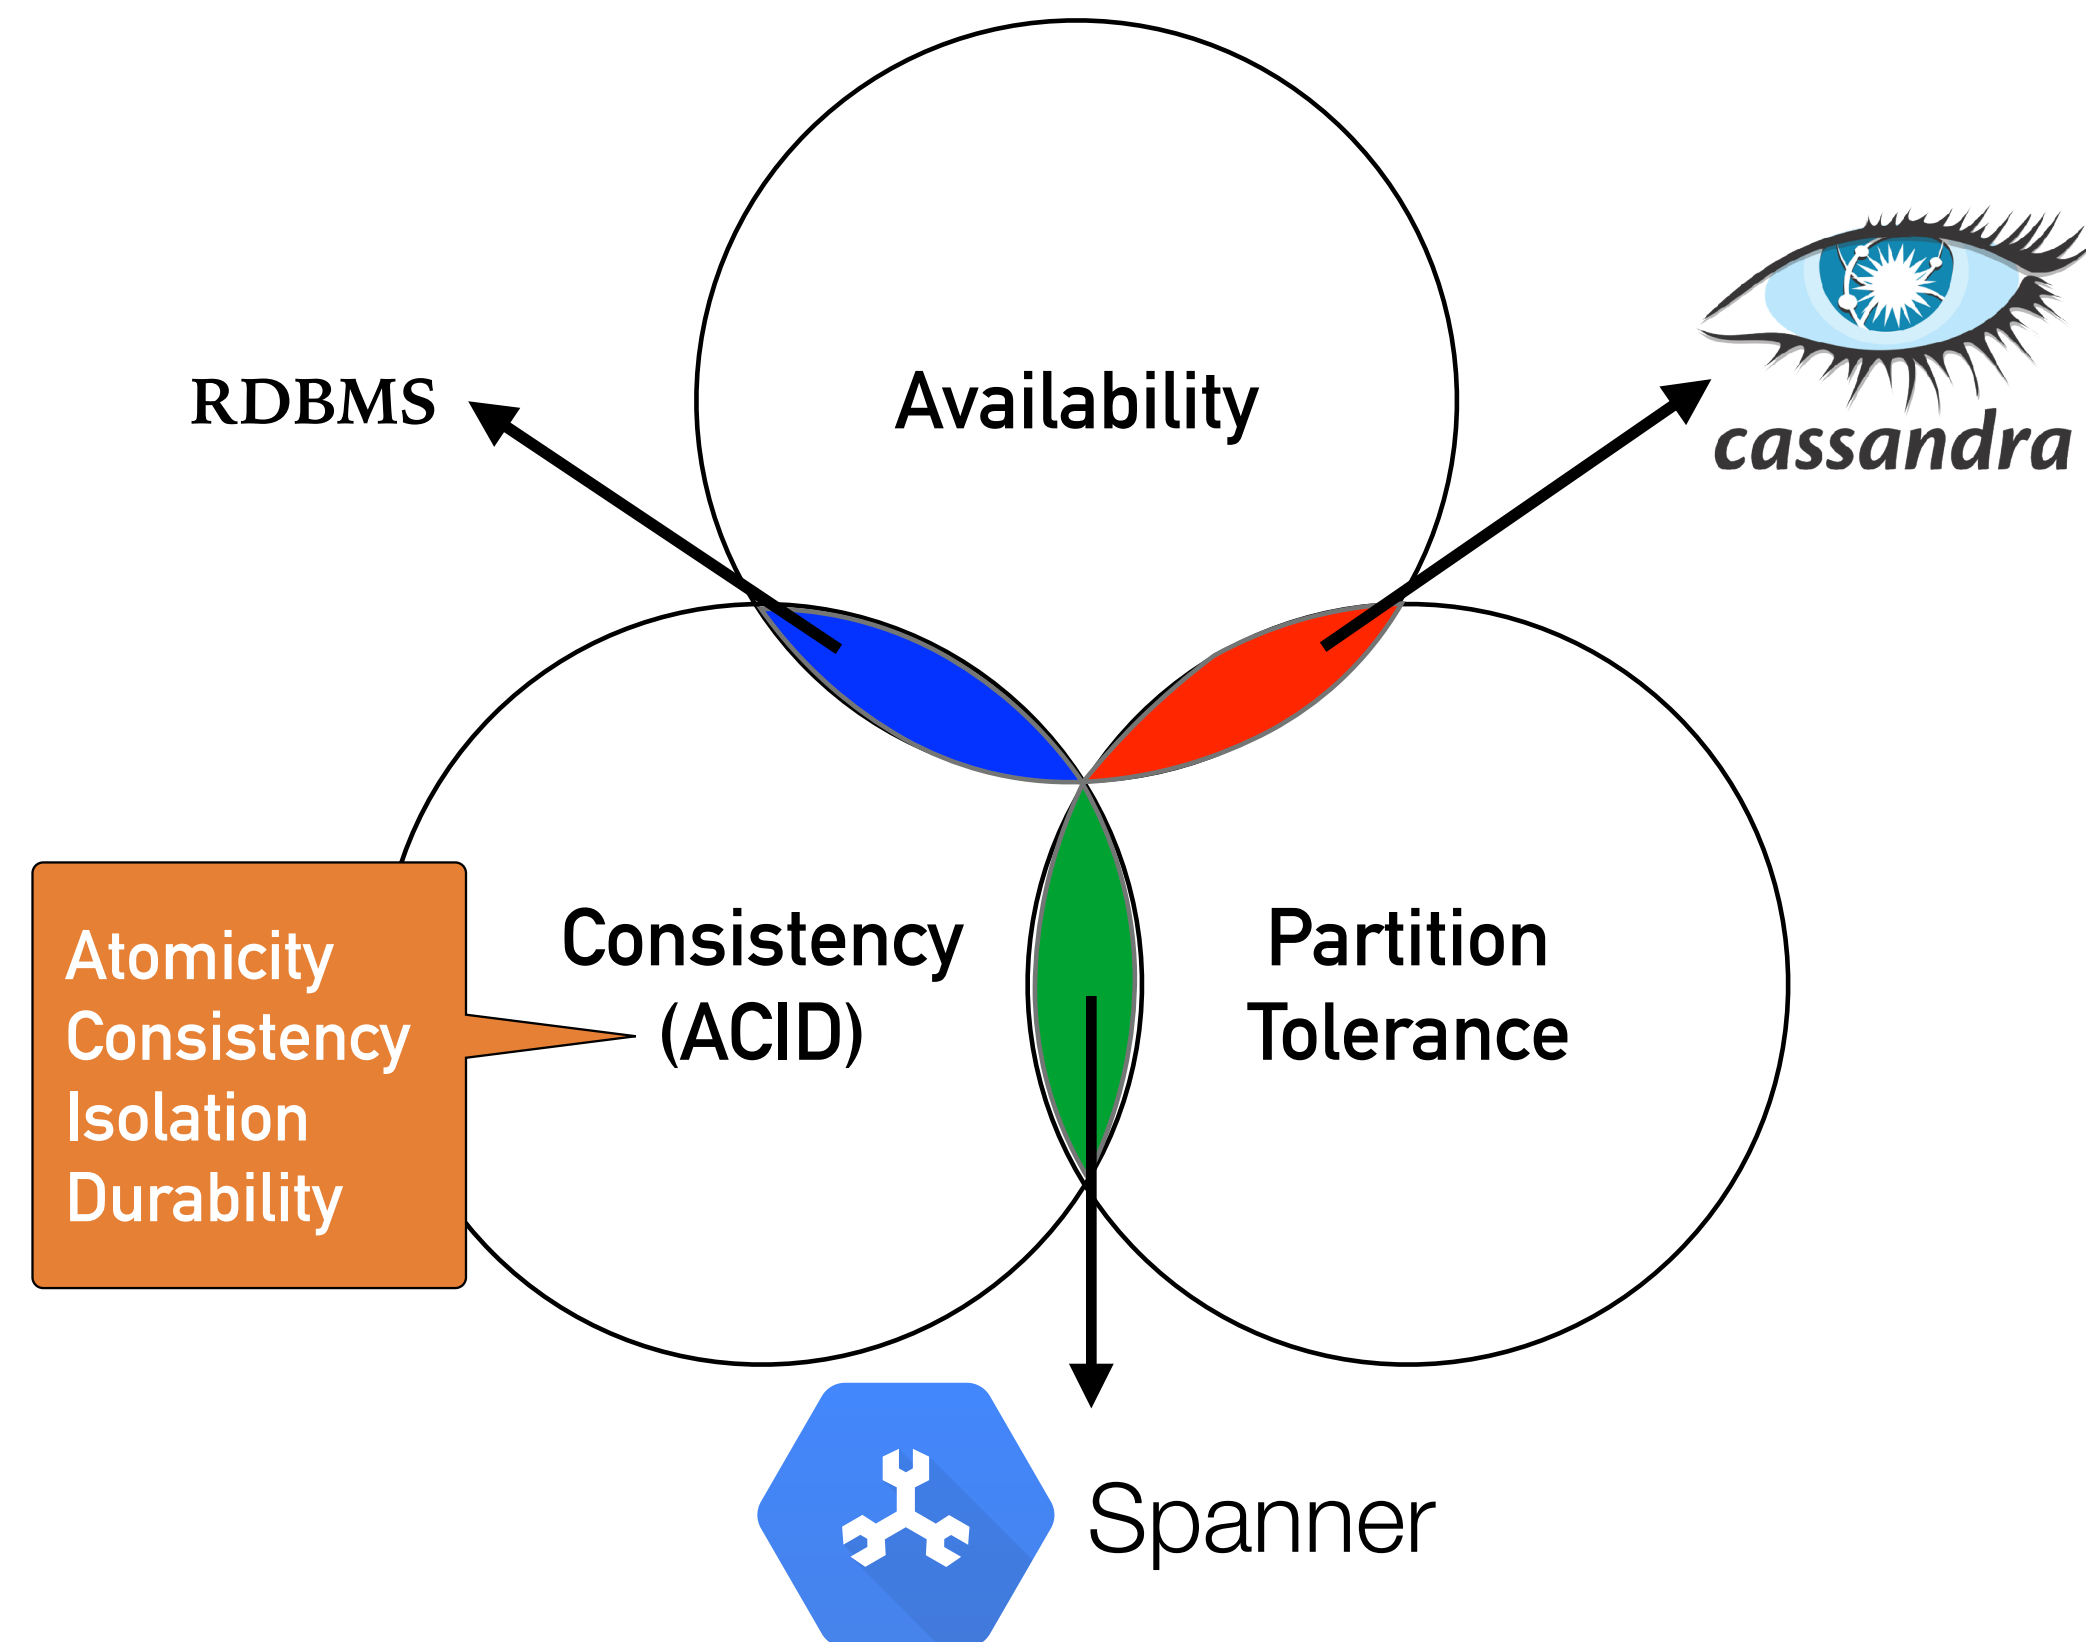 Availability
RDBMS
cassandra
Consistency
(ACID)
Partition
Tolerance
Atomicity
Consistency
Isolation
Durability
Spanner